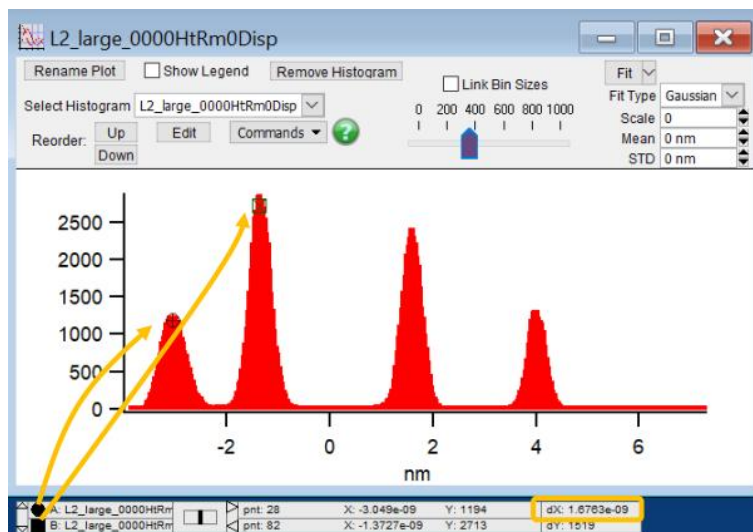 L2_large_0000HtRm0Disp
Rename Plot Show Legend Remove Histogram
Link Bin Sizes
Fit
Select Histogram L2_large_0000HtRm0Disp
0 200 400 600 800 1000
Fit Type Gaussian
Scale 0
Reorder: Up Edit Commands ?
Mean 0 nm
Down
STD 0 nm
2500
2000
1500
1000
500
0
-2 0 2 4 6
nm
A: L2_large_0000HtRr pnt: 28 X: -3.049e-09 Y: 1194 dX: 1.6763e-09
B: L2_large_0000HtRr pnt: 82 X: -1.3727e-09 Y: 2713 dY: 1519